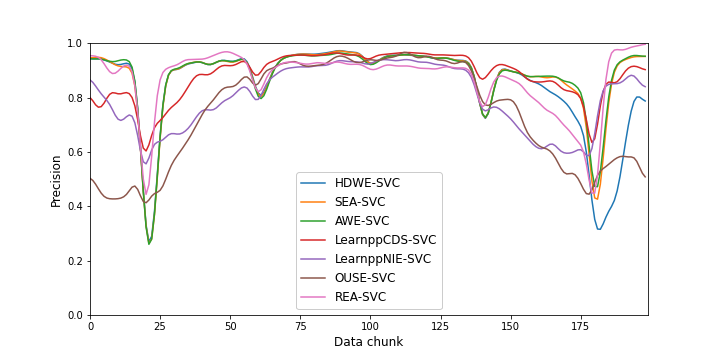 1.0
0.8
0.6
0.4
0.2
0.0
Precision
HDWE-SVC
SEA-SVC
AWE-SVC
LearnppCDS-SVC
LearnppNIE-SVC
OUSE-SVC
REA-SVC
0 25 50 75 100 125 150 175
Data chunk